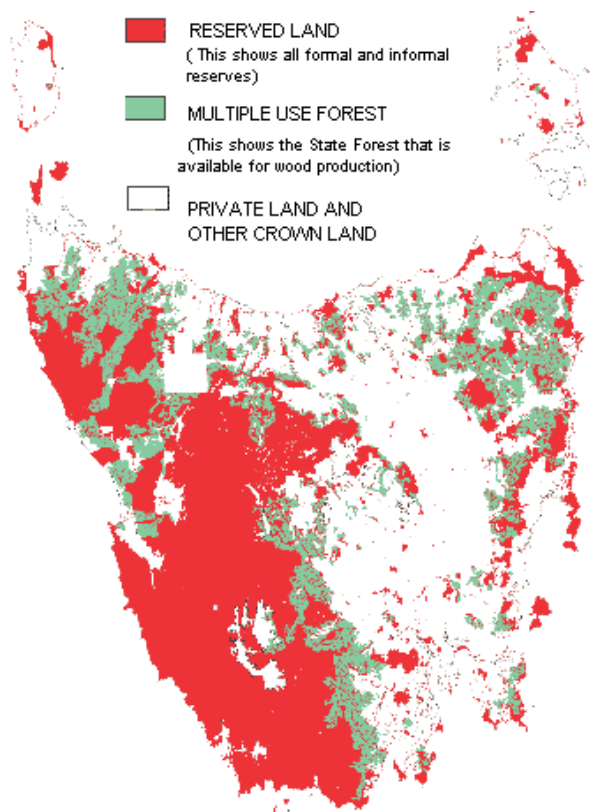 RESERVED LAND
( This shows all formal and informal
reserves)
MULTIPLE USE FOREST
(This shows the State Forest that is
available for wood production)
PRIVATE LAND AND
OTHER CROWN LAND